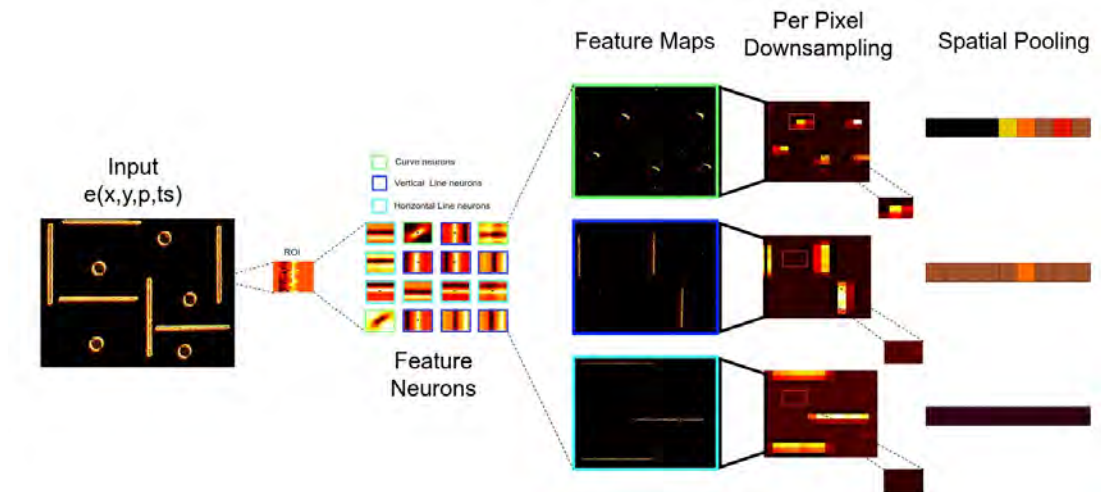 Feature Maps
Per Pixel
Downsampling
Spatial Pooling
Input
e(x,y,p,ts)
Curve neurons
Vertical Line neurons
Horizontal Line neurons
ROI
Feature
Neurons